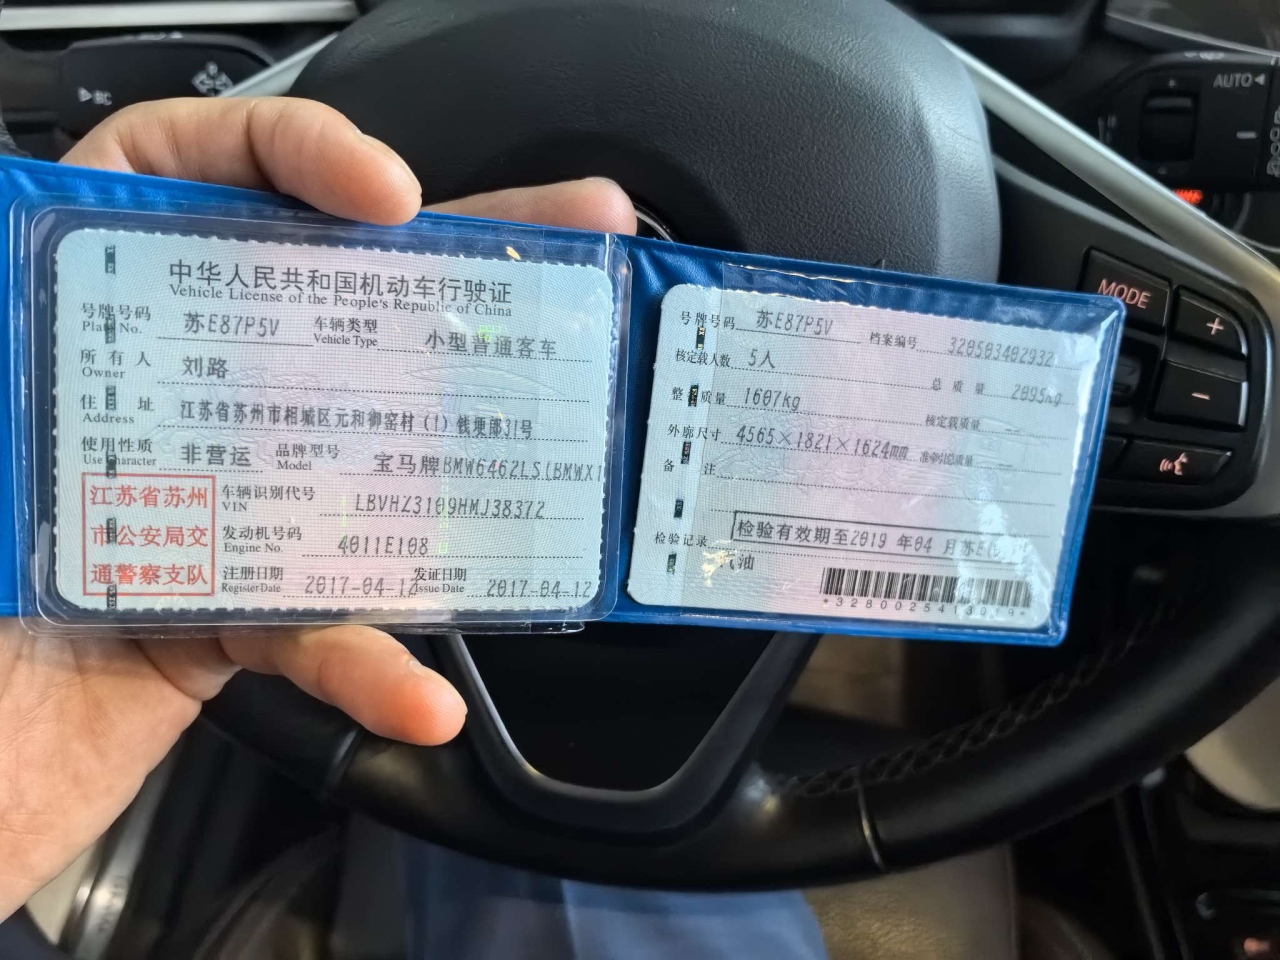 中华人民共和国机动车行驶证
Vehicle License of the People's Republic of China
号牌号码 苏E87P5V 车辆类型 小型普通客车
Plate No. Vehicle Type
所有人 刘路
Owner
住址 江苏省苏州市相城区元和御窑村(1)钱更郎31号
Address
使用性质 非营运 品牌型号 宝马牌BMW6462LS(BMWX1
Use Character Model
江苏省苏州
市公安局交
通警察支队
车辆识别代号 LBVHZ3109HMJ38372
VIN
发动机号码 4011E108
Engine No.
注册日期 2017-04-12 发证日期 2017-04-12
Register Date Issue Date
号牌号码 苏E87P5V 档案编号 320503402932
核定载人数 5人 总质量 2095kg
整备质量 1607kg 核定载质量 --
外廓尺寸 4565×1821×1624mm 准牵引总质量 --
备注
检验记录 检验有效期至2019年04月苏E
汽油
*3280025413019*
MODE
+
-
AUTO
BC